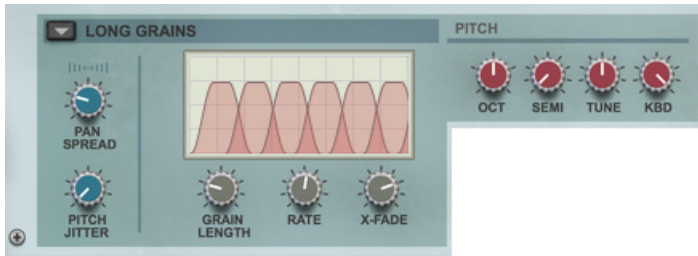 LONG GRAINS
PITCH
PAN
SPREAD
PITCH
JITTER
GRAIN
LENGTH
RATE
X-FADE
OCT
SEMI
TUNE
KBD